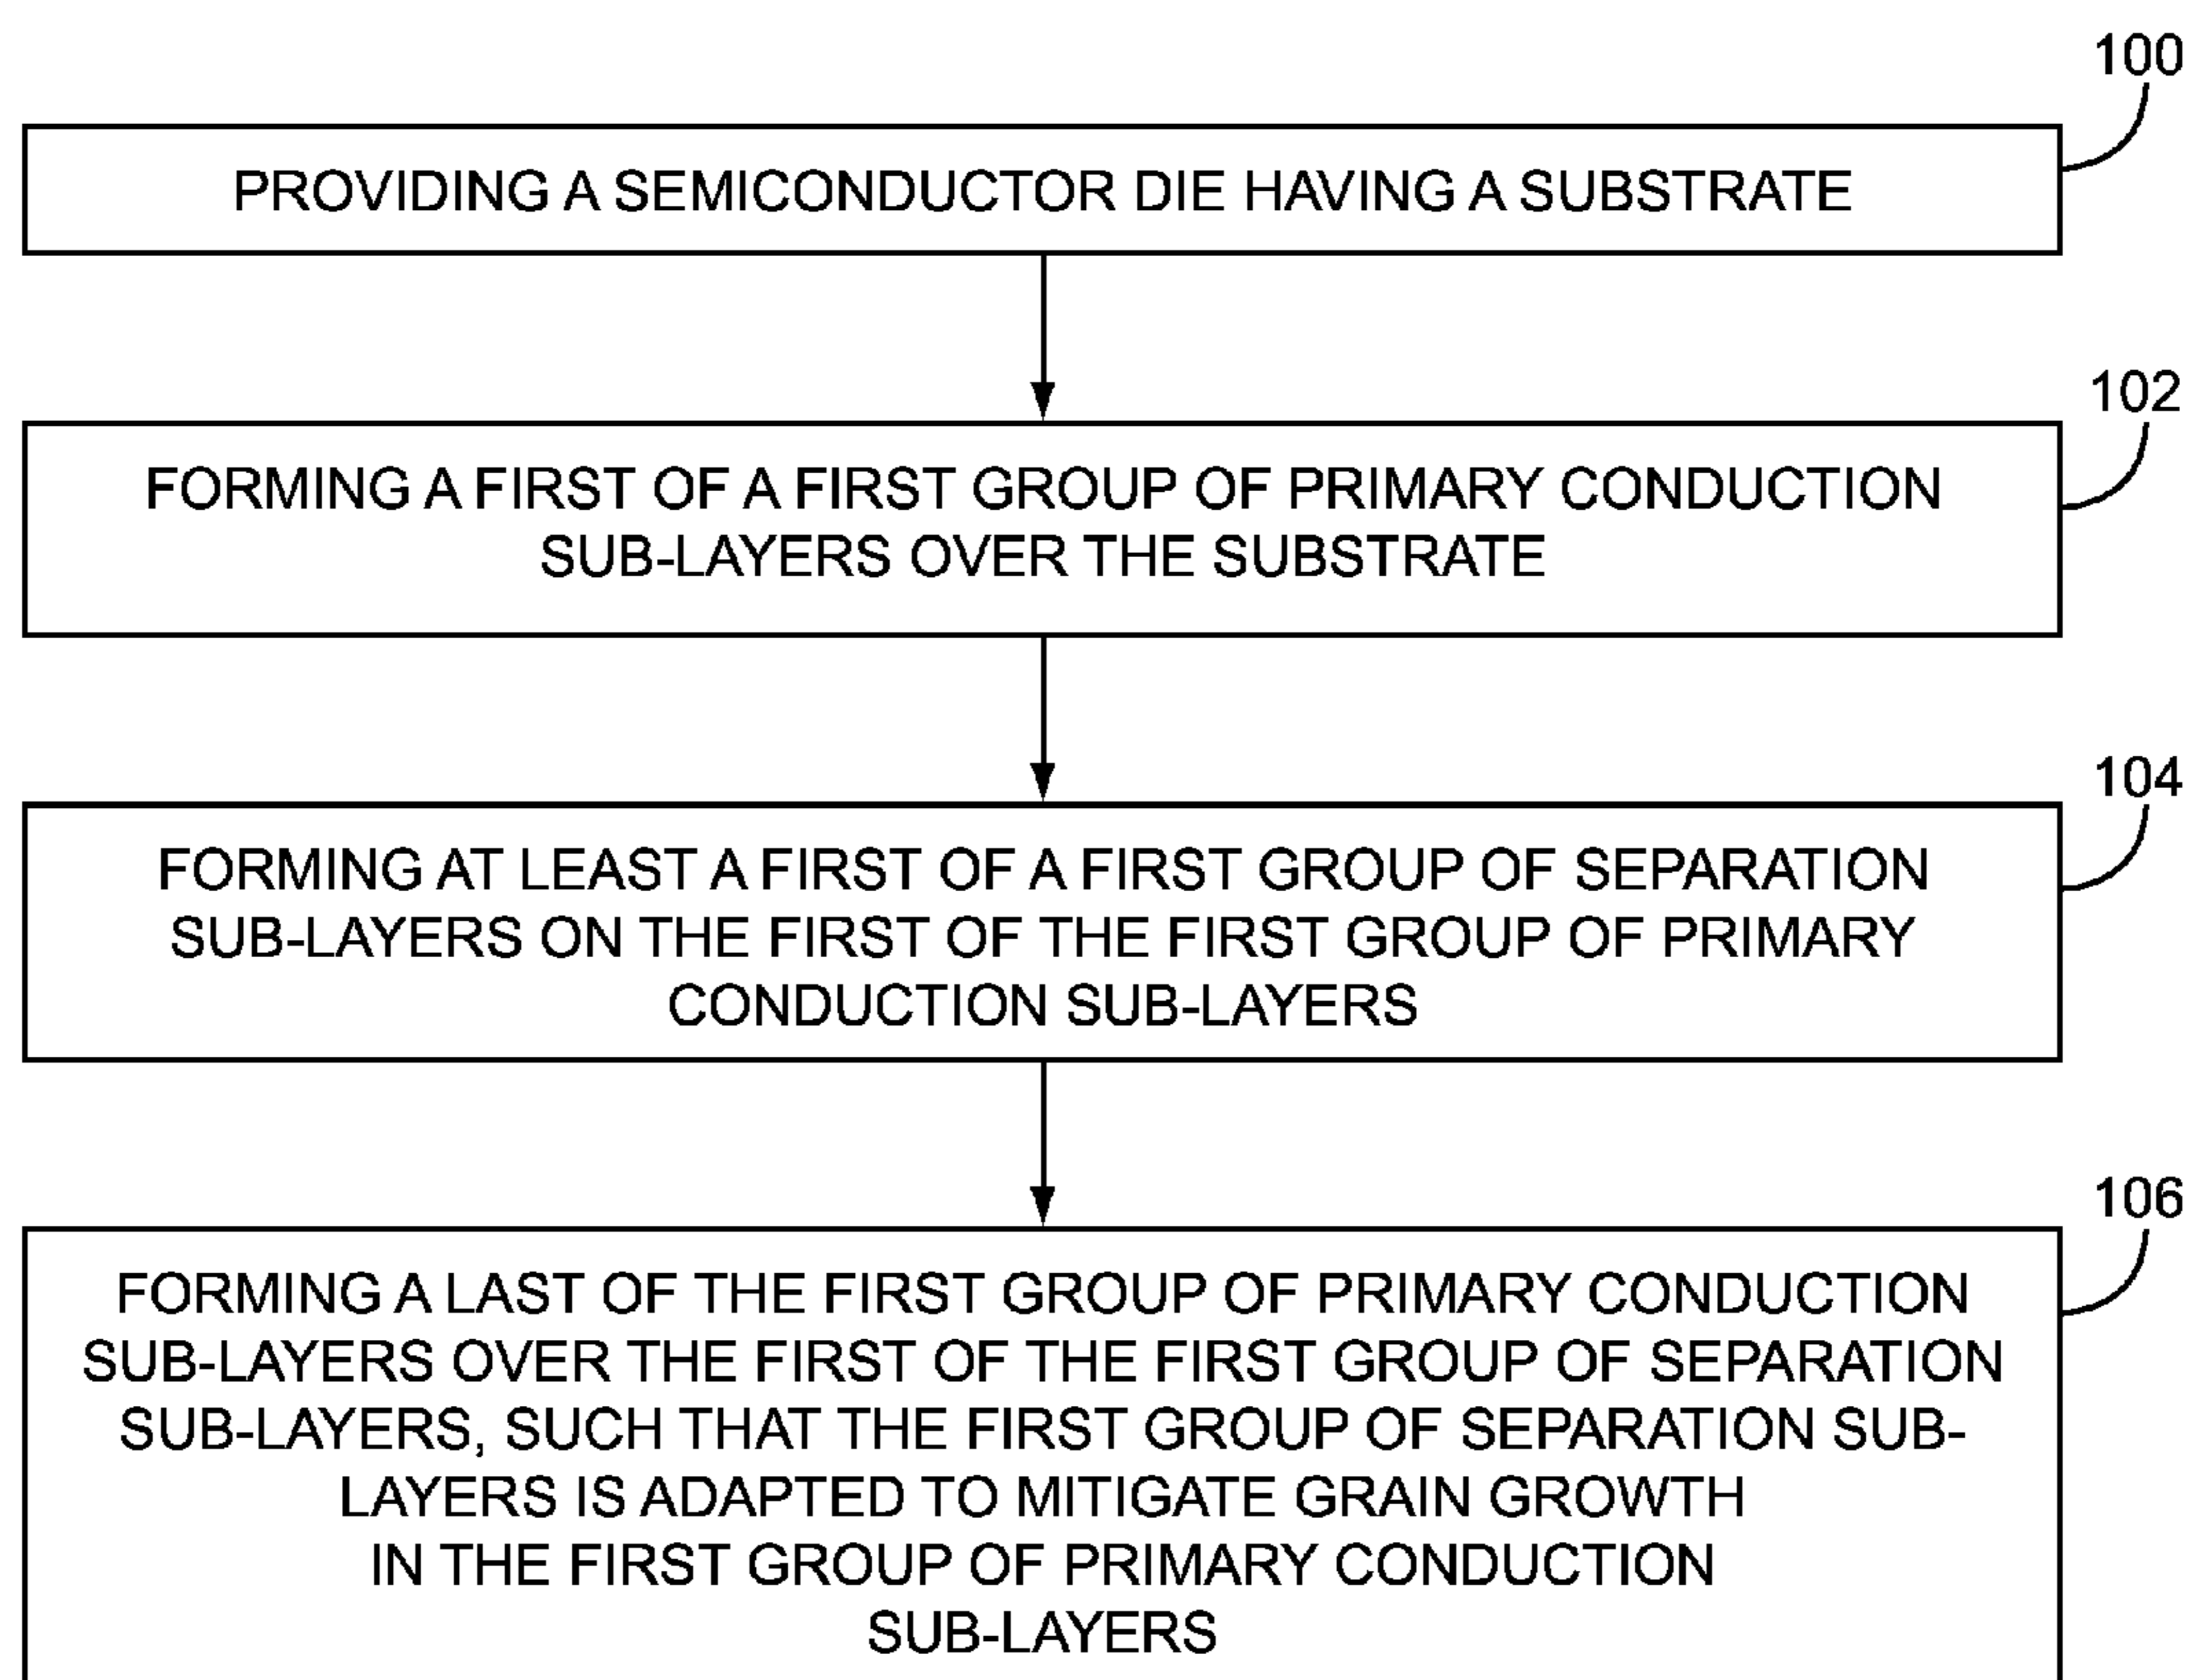 100
PROVIDING A SEMICONDUCTOR DIE HAVING A SUBSTRATE
102
FORMING A FIRST OF A FIRST GROUP OF PRIMARY CONDUCTION
SUB-LAYERS OVER THE SUBSTRATE
104
FORMING AT LEAST A FIRST OF A FIRST GROUP OF SEPARATION
SUB-LAYERS ON THE FIRST OF THE FIRST GROUP OF PRIMARY
CONDUCTION SUB-LAYERS
106
FORMING A LAST OF THE FIRST GROUP OF PRIMARY CONDUCTION
SUB-LAYERS OVER THE FIRST OF THE FIRST GROUP OF SEPARATION
SUB-LAYERS, SUCH THAT THE FIRST GROUP OF SEPARATION SUB-
LAYERS IS ADAPTED TO MITIGATE GRAIN GROWTH
IN THE FIRST GROUP OF PRIMARY CONDUCTION
SUB-LAYERS